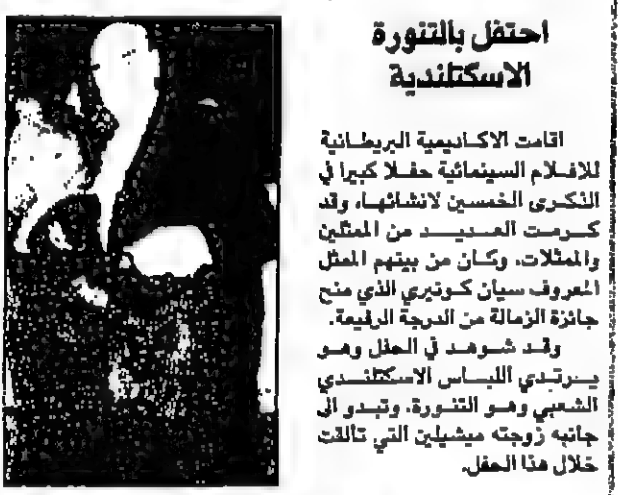 احتفل بالتنورة
الاسكتلندية
اقامت الاكاديمية البريطانية
للافلام السينمائية حفلا كبيرا في
الذكرى الخمسين لانشائها، وقد
كرمت العديد من الممثلين
والممثلات، وكان من بينهم الممثل
المعروف سيان كونيري الذي منح
جائزة الزمالة من الدرجة الرفيعة.
وقد شوهد في الحفل وهو
يرتدي اللباس الاسكتلندي
الشعبي وهو التنورة، وتبدو الى
جانبه زوجته ميشيلين التي تألقت
خلال هذا الحفل.